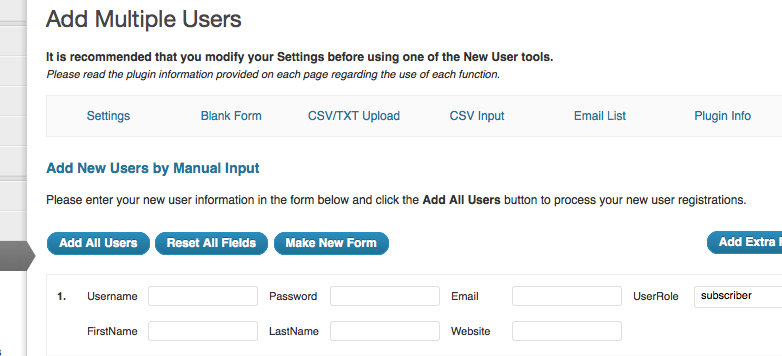 Add Multiple Users
It is recommended that you modify your Settings before using one of the New User tools.
Please read the plugin information provided on each page regarding the use of each function.
Settings Blank Form CSV/TXT Upload CSV Input Email List Plugin Info
Add New Users by Manual Input
Please enter your new user information in the form below and click the Add All Users button to process your new user registrations.
Add All Users Reset All Fields Make New Form Add Extra
1. Username Password Email UserRole subscriber
FirstName LastName Website